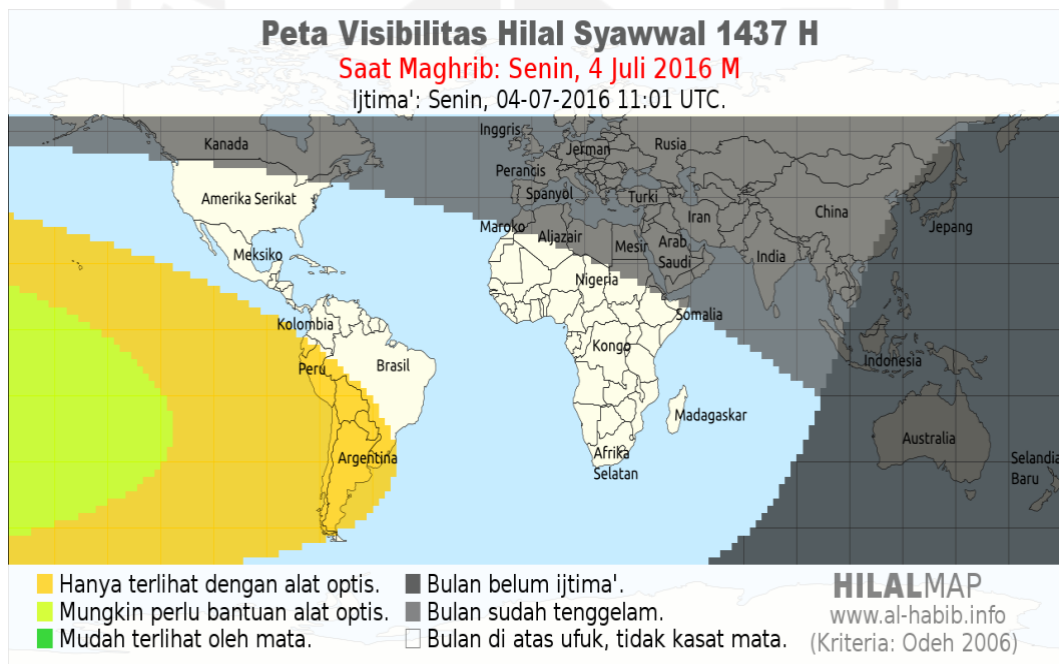 Peta Visibilitas Hilal Syawwal 1437 H
Saat Maghrib: Senin, 4 Juli 2016 M
Ijtima': Senin, 04-07-2016 11:01 UTC.
Kanada
Inggris
Jerman
Rusia
Perancis
Spanyol
Turki
Amerika Serikat
Iran
China
Maroko
Aljazair
Mesir
Arab
Saudi
India
Jepang
Meksiko
Nigeria
Kolombia
Somalia
Kongo
Indonesia
Peru
Brasil
Madagaskar
Argentina
Afrika
Selatan
Australia
Selandia
Baru
Hanya terlihat dengan alat optis.
Mungkin perlu bantuan alat optis.
Mudah terlihat oleh mata.
Bulan belum ijtima'.
Bulan sudah tenggelam.
Bulan di atas ufuk, tidak kasat mata.
HILALMAP
www.al-habib.info
(Kriteria: Odeh 2006)